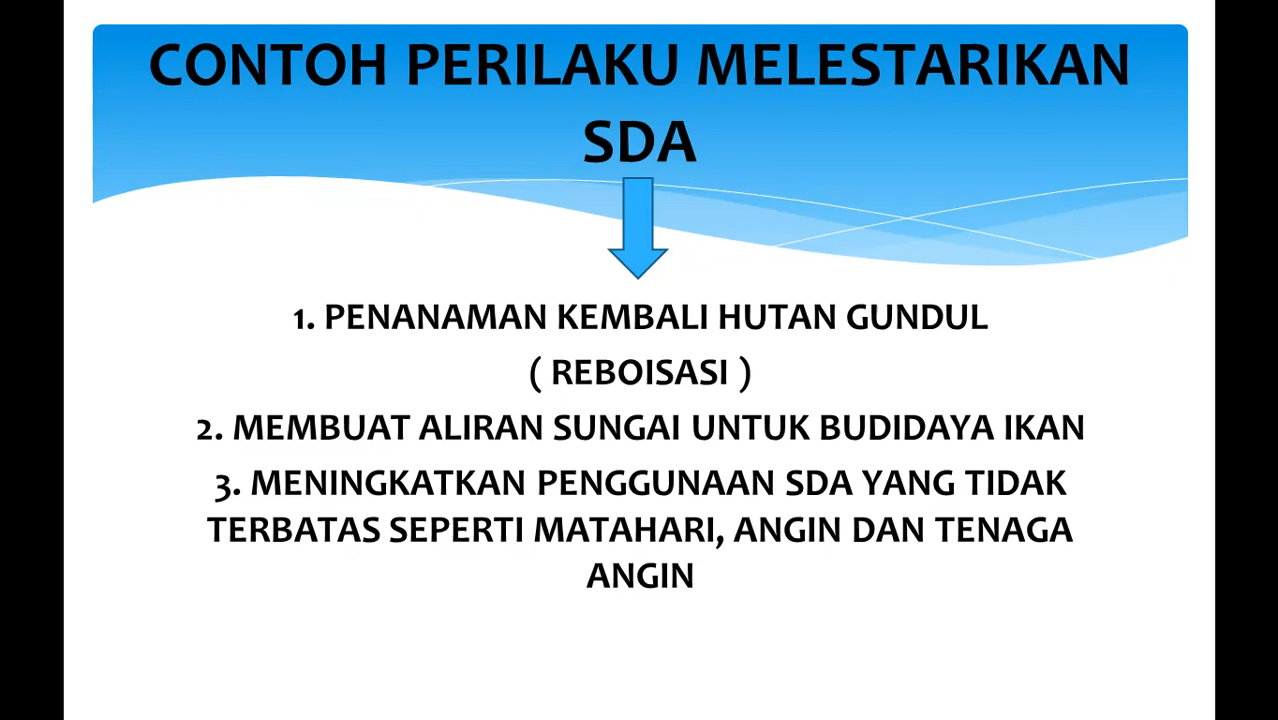 CONTOH PERILAKU MELESTARIKAN
SDA
1. PENANAMAN KEMBALI HUTAN GUNDUL
( REBOISASI )
2. MEMBUAT ALIRAN SUNGAI UNTUK BUDIDAYA IKAN
3. MENINGKATKAN PENGGUNAAN SDA YANG TIDAK
TERBATAS SEPERTI MATAHARI, ANGIN DAN TENAGA
ANGIN